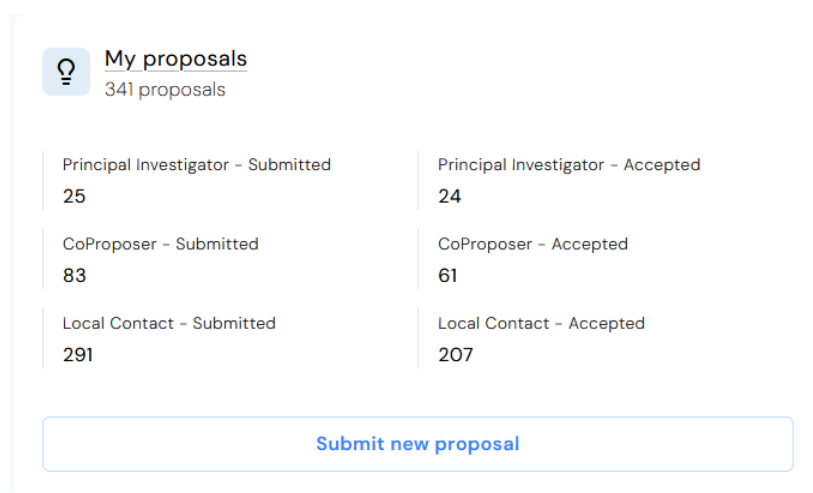 My proposals
341 proposals
Principal Investigator - Submitted
25
Principal Investigator - Accepted
24
CoProposer - Submitted
83
CoProposer - Accepted
61
Local Contact - Submitted
291
Local Contact - Accepted
207
Submit new proposal